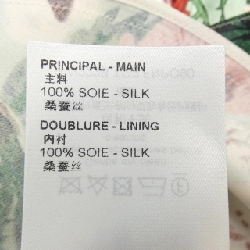 PRINCIPAL - MAIN
主料
100% SOIE - SILK
桑蚕丝
DOUBLURE - LINING
内衬
100% SOIE - SILK
桑蚕丝